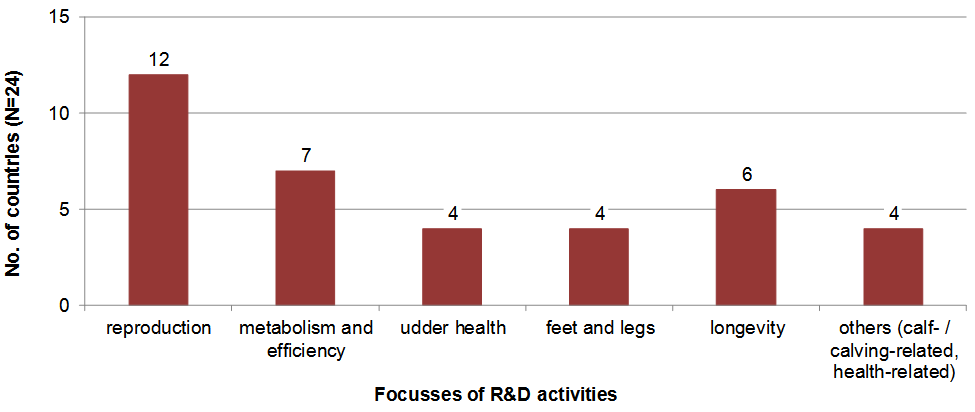 15
10
5
0
No. of countries (N=24)
12
7
4
4
6
4
reproduction
metabolism and
efficiency
udder health
feet and legs
longevity
others (calf- /
calving-related,
health-related)
Focusses of R&D activities